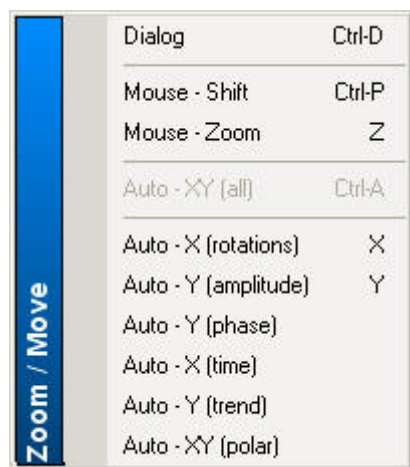 Zoom / Move
Dialog Ctrl-D
Mouse - Shift Ctrl-P
Mouse - Zoom Z
Auto - XY (all) Ctrl-A
Auto - X (rotations) X
Auto - Y (amplitude) Y
Auto - Y (phase)
Auto - X (time)
Auto - Y (trend)
Auto - XY (polar)